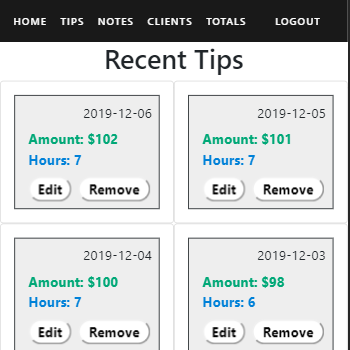 HOME TIPS NOTES CLIENTS TOTALS LOGOUT
Recent Tips
2019-12-06
Amount: $102
Hours: 7
Edit Remove
2019-12-05
Amount: $101
Hours: 7
Edit Remove
2019-12-04
Amount: $100
Hours: 7
Edit Remove
2019-12-03
Amount: $98
Hours: 6
Edit Remove